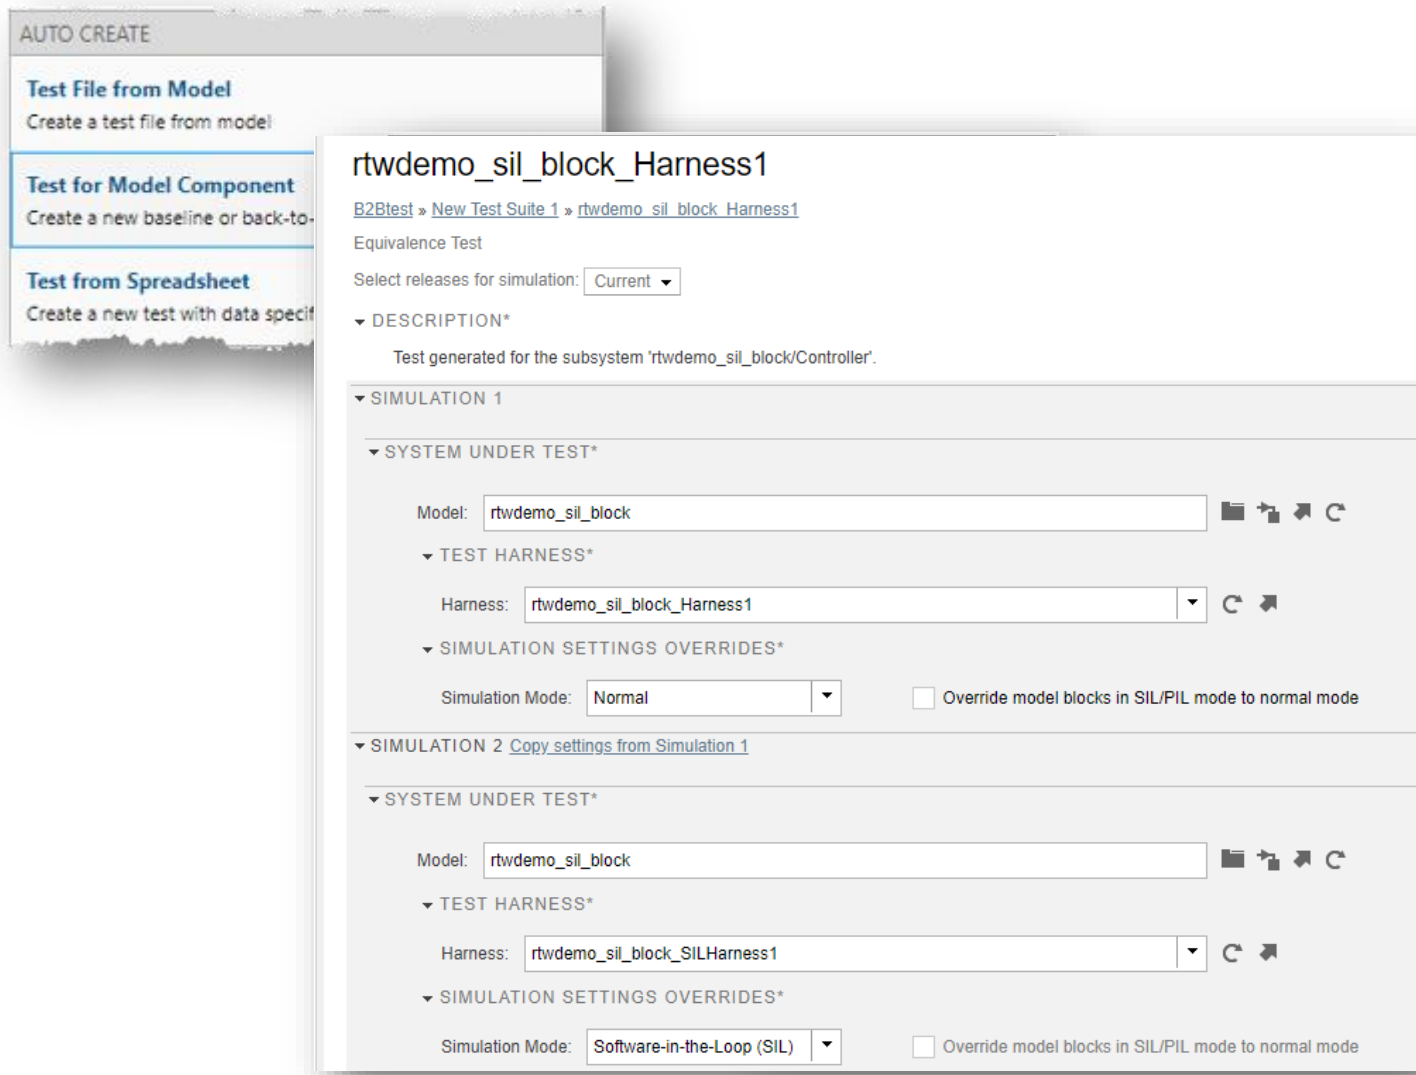 AUTO CREATE
Test File from Model
Create a test file from model
Test for Model Component
Create a new baseline or back-to-
Test from Spreadsheet
Create a new test with data specif
rtwdemo_sil_block_Harness1
B2Btest » New Test Suite 1 » rtwdemo_sil_block_Harness1
Equivalence Test
Select releases for simulation: Current
DESCRIPTION*
Test generated for the subsystem 'rtwdemo_sil_block/Controller'.
SIMULATION 1
SYSTEM UNDER TEST*
Model: rtwdemo_sil_block
TEST HARNESS*
Harness: rtwdemo_sil_block_Harness1
SIMULATION SETTINGS OVERRIDES*
Simulation Mode: Normal Override model blocks in SIL/PIL mode to normal mode
SIMULATION 2 Copy settings from Simulation 1
SYSTEM UNDER TEST*
Model: rtwdemo_sil_block
TEST HARNESS*
Harness: rtwdemo_sil_block_SILHarness1
SIMULATION SETTINGS OVERRIDES*
Simulation Mode: Software-in-the-Loop (SIL) Override model blocks in SIL/PIL mode to normal mode